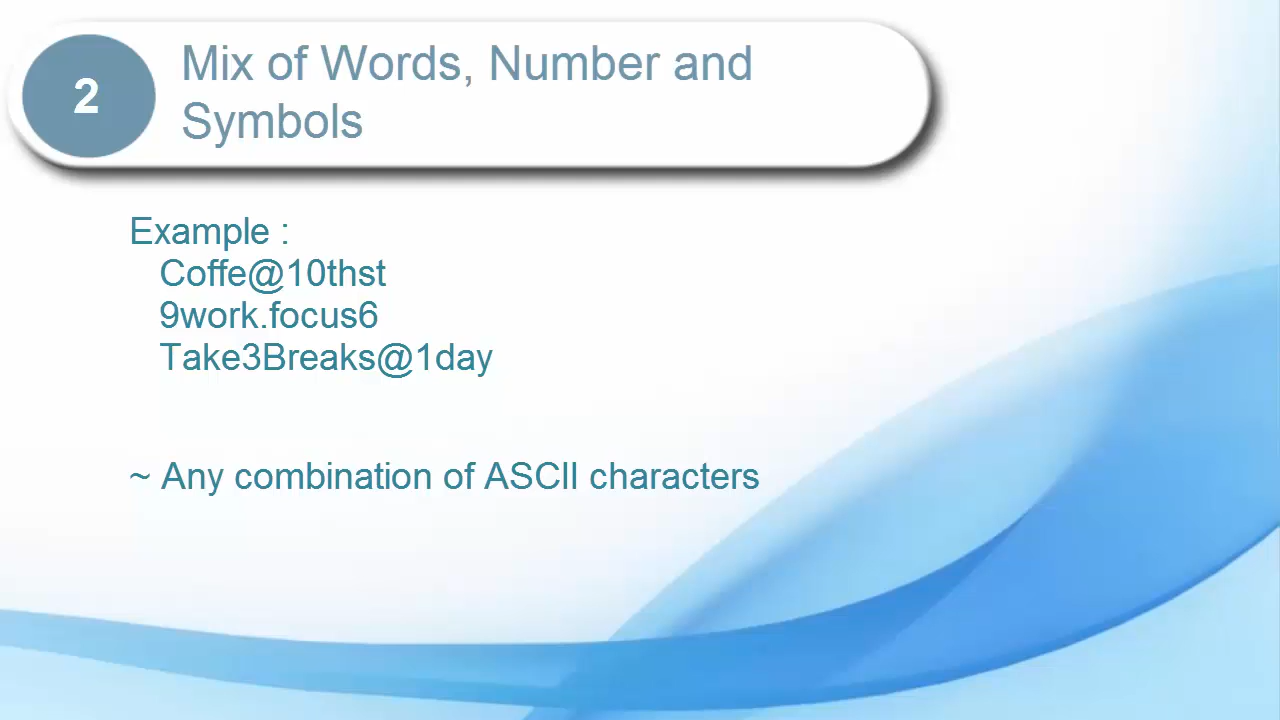 2
Mix of Words, Number and
Symbols
Example :
Coffe@10thst
9work.focus6
Take3Breaks@1day
~ Any combination of ASCII characters